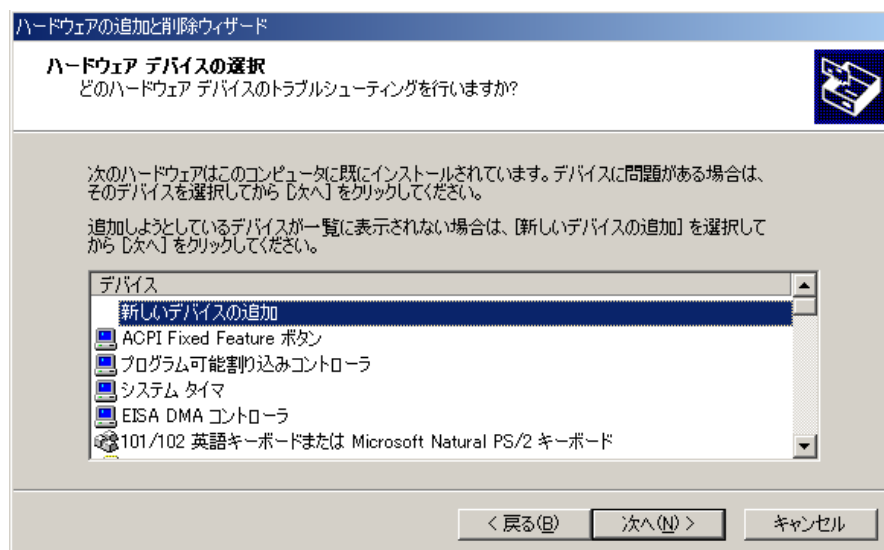 ハードウェアの追加と削除ウィザード
ハードウェア デバイスの選択
どのハードウェア デバイスのトラブルシューティングを行いますか?
次のハードウェアはこのコンピュータに既にインストールされています。デバイスに問題がある場合は、
そのデバイスを選択してから [次へ] をクリックしてください。
追加しようとしているデバイスが一覧に表示されない場合は、[新しいデバイスの追加] を選択して
から [次へ] をクリックしてください。
デバイス
新しいデバイスの追加
ACPI Fixed Feature ボタン
プログラム可能割り込みコントローラ
システム タイマ
EISA DMA コントローラ
101/102 英語キーボードまたは Microsoft Natural PS/2 キーボード
< 戻る(B) 次へ(N) > キャンセル